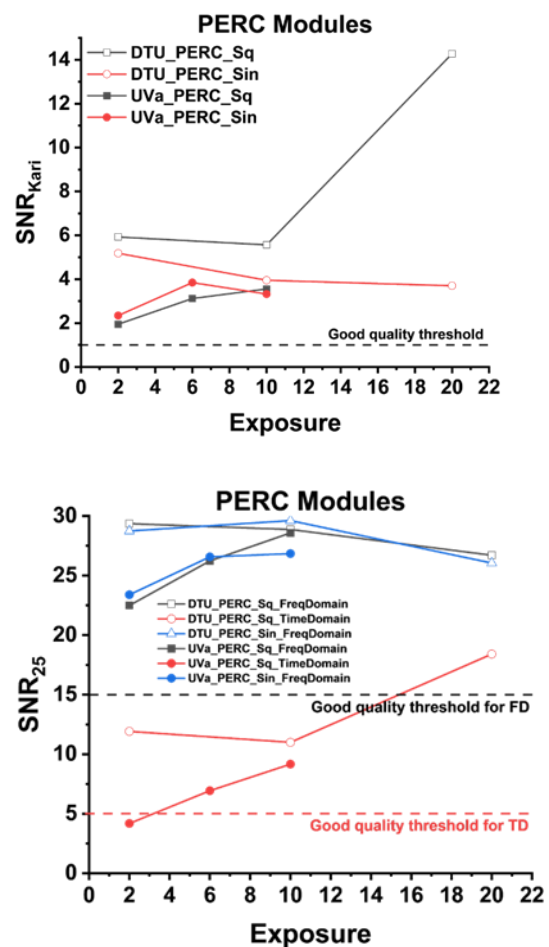 PERC Modules
DTU_PERC_Sq
DTU_PERC_Sin
UVa_PERC_Sq
UVa_PERC_Sin
14
12
10
8
6
4
2
0
SNR_Kari
Good quality threshold
0 2 4 6 8 10 12 14 16 18 20 22
Exposure
PERC Modules
30
25
20
15
10
5
0
SNR_25
DTU_PERC_Sq_FreqDomain
DTU_PERC_Sq_TimeDomain
DTU_PERC_Sin_FreqDomain
UVa_PERC_Sq_FreqDomain
UVa_PERC_Sq_TimeDomain
UVa_PERC_Sin_FreqDomain
Good quality threshold for FD
Good quality threshold for TD
0 2 4 6 8 10 12 14 16 18 20 22
Exposure